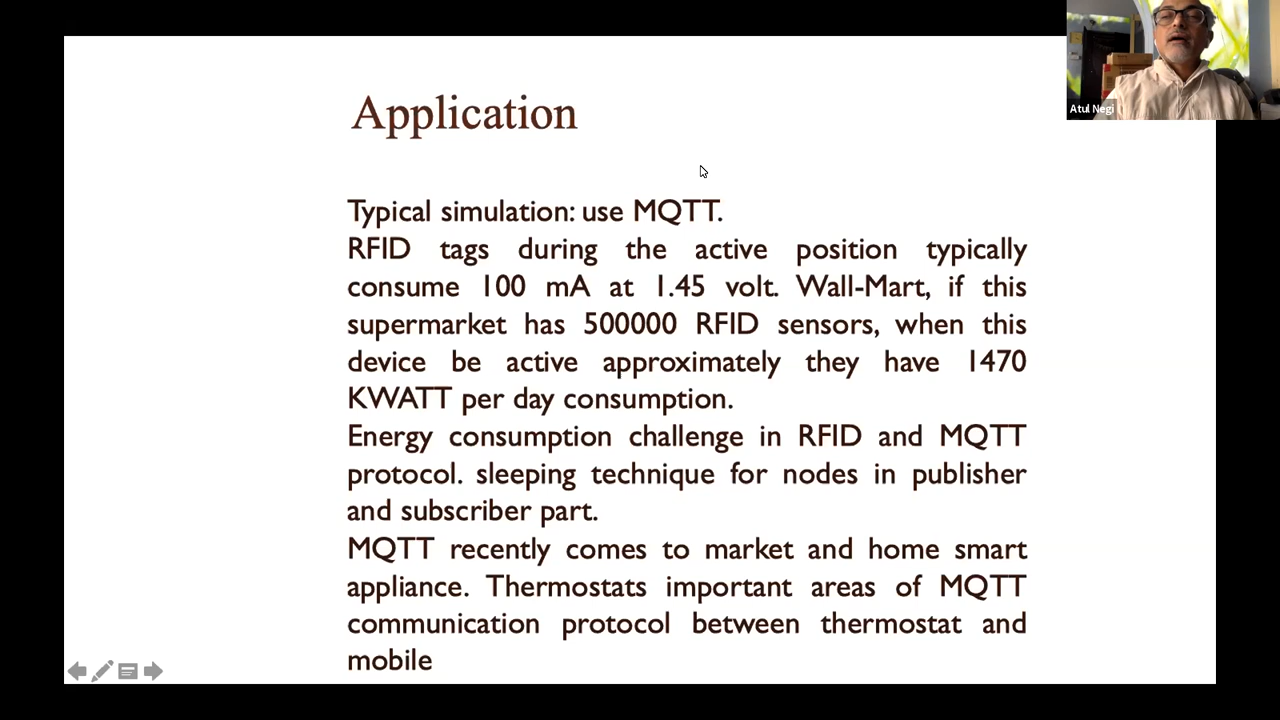 Application
Typical simulation: use MQTT.
RFID tags during the active position typically
consume 100 mA at 1.45 volt. Wall-Mart, if this
supermarket has 500000 RFID sensors, when this
device be active approximately they have 1470
KWATT per day consumption.
Energy consumption challenge in RFID and MQTT
protocol. sleeping technique for nodes in publisher
and subscriber part.
MQTT recently comes to market and home smart
appliance. Thermostats important areas of MQTT
communication protocol between thermostat and
mobile
Atul Negi